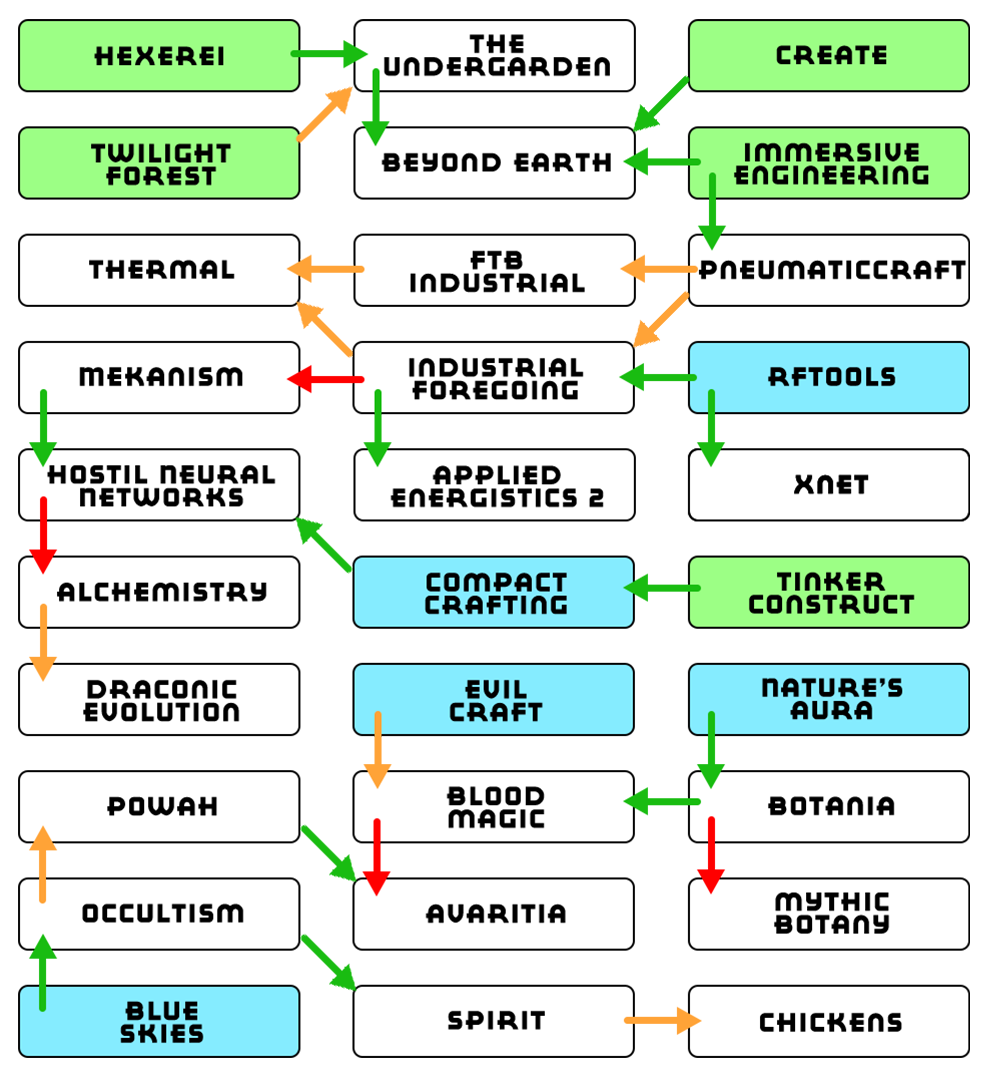 HEXEREI
THE
UNDERGARDEN
CREATE
TWILIGHT
FOREST
BEYOND EARTH
IMMERSIVE
ENGINEERING
THERMAL
FTB
INDUSTRIAL
PNEUMATICCRAFT
MEKANISM
INDUSTRIAL
FOREGOING
RFTOOLS
HOSTIL NEURAL
NETWORKS
APPLIED
ENERGISTICS 2
XNET
ALCHEMISTRY
COMPACT
CRAFTING
TINKER
CONSTRUCT
DRACONIC
EVOLUTION
EVIL
CRAFT
NATURE'S
AURA
POWAH
BLOOD
MAGIC
BOTANIA
OCCULTISM
AVARITIA
MYTHIC
BOTANY
BLUE
SKIES
SPIRIT
CHICKENS